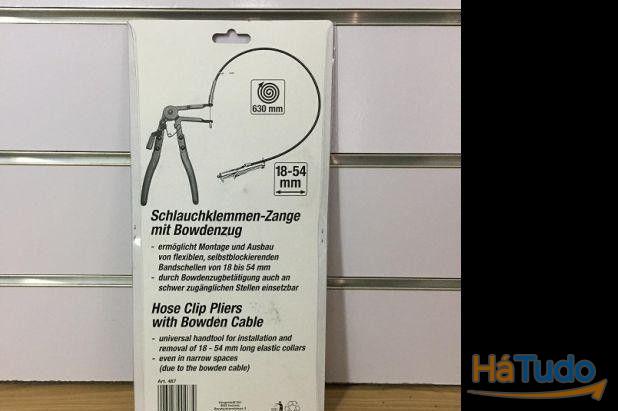 630 mm
18-54
mm
Schlauchklemmen-Zange
mit Bowdenzug
- ermöglicht Montage und Ausbau
von flexiblen, selbstblockierenden
Bandschellen von 18 bis 54 mm
- durch Bowdenzugbetätigung auch an
schwer zugänglichen Stellen einsetzbar
Hose Clip Pliers
with Bowden Cable
- universal handtool for installation and
removal of 18 - 54 mm long elastic collars
- even in narrow spaces
(due to the bowden cable)
Art. 467
HáTudo